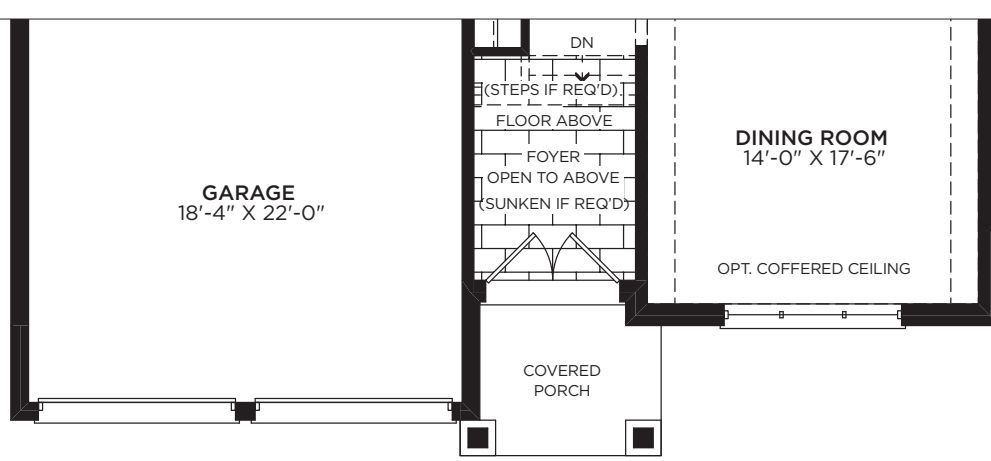 DN
(STEPS IF REQ'D)
FLOOR ABOVE
FOYER
OPEN TO ABOVE
(SUNKEN IF REQ'D)
GARAGE
18'-4" X 22'-0"
DINING ROOM
14'-0" X 17'-6"
OPT. COFFERED CEILING
COVERED
PORCH